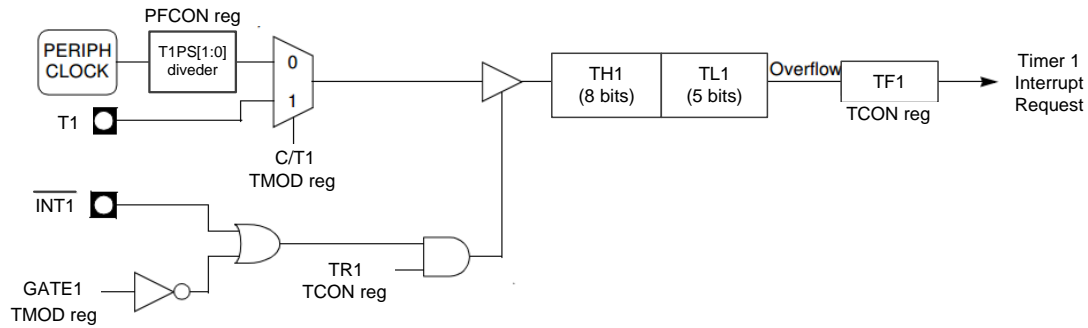 PFCON reg
PERIPH
CLOCK
T1PS[1:0]
diveder
0
1
T1
C/T1
TMOD reg
TH1
(8 bits)
TL1
(5 bits)
Overflow
TF1
TCON reg
Timer 1
Interrupt
Request
INT1
TR1
TCON reg
GATE1
TMOD reg